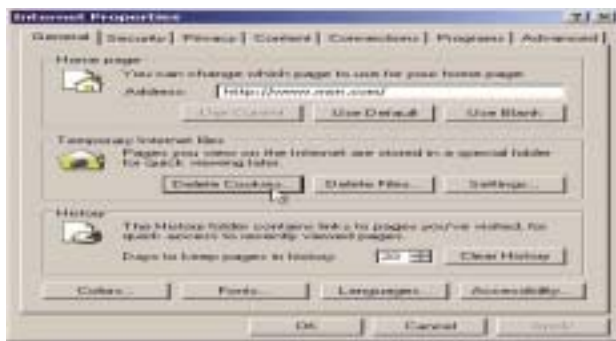 Internet Properties
General Security Privacy Content Connections Programs Advanced
Home page
You can change which page to use for your home page.
Address: http://www.msn.com/
Use Current Use Default Use Blank
Temporary Internet files
Pages you view on the Internet are stored in a special folder
for quick viewing later.
Delete Cookies... Delete Files... Settings...
History
The History folder contains links to pages you've visited, for
quick access to recently viewed pages.
Days to keep pages in history: 20 Clear History
Colors... Fonts... Languages... Accessibility...
OK Cancel Apply